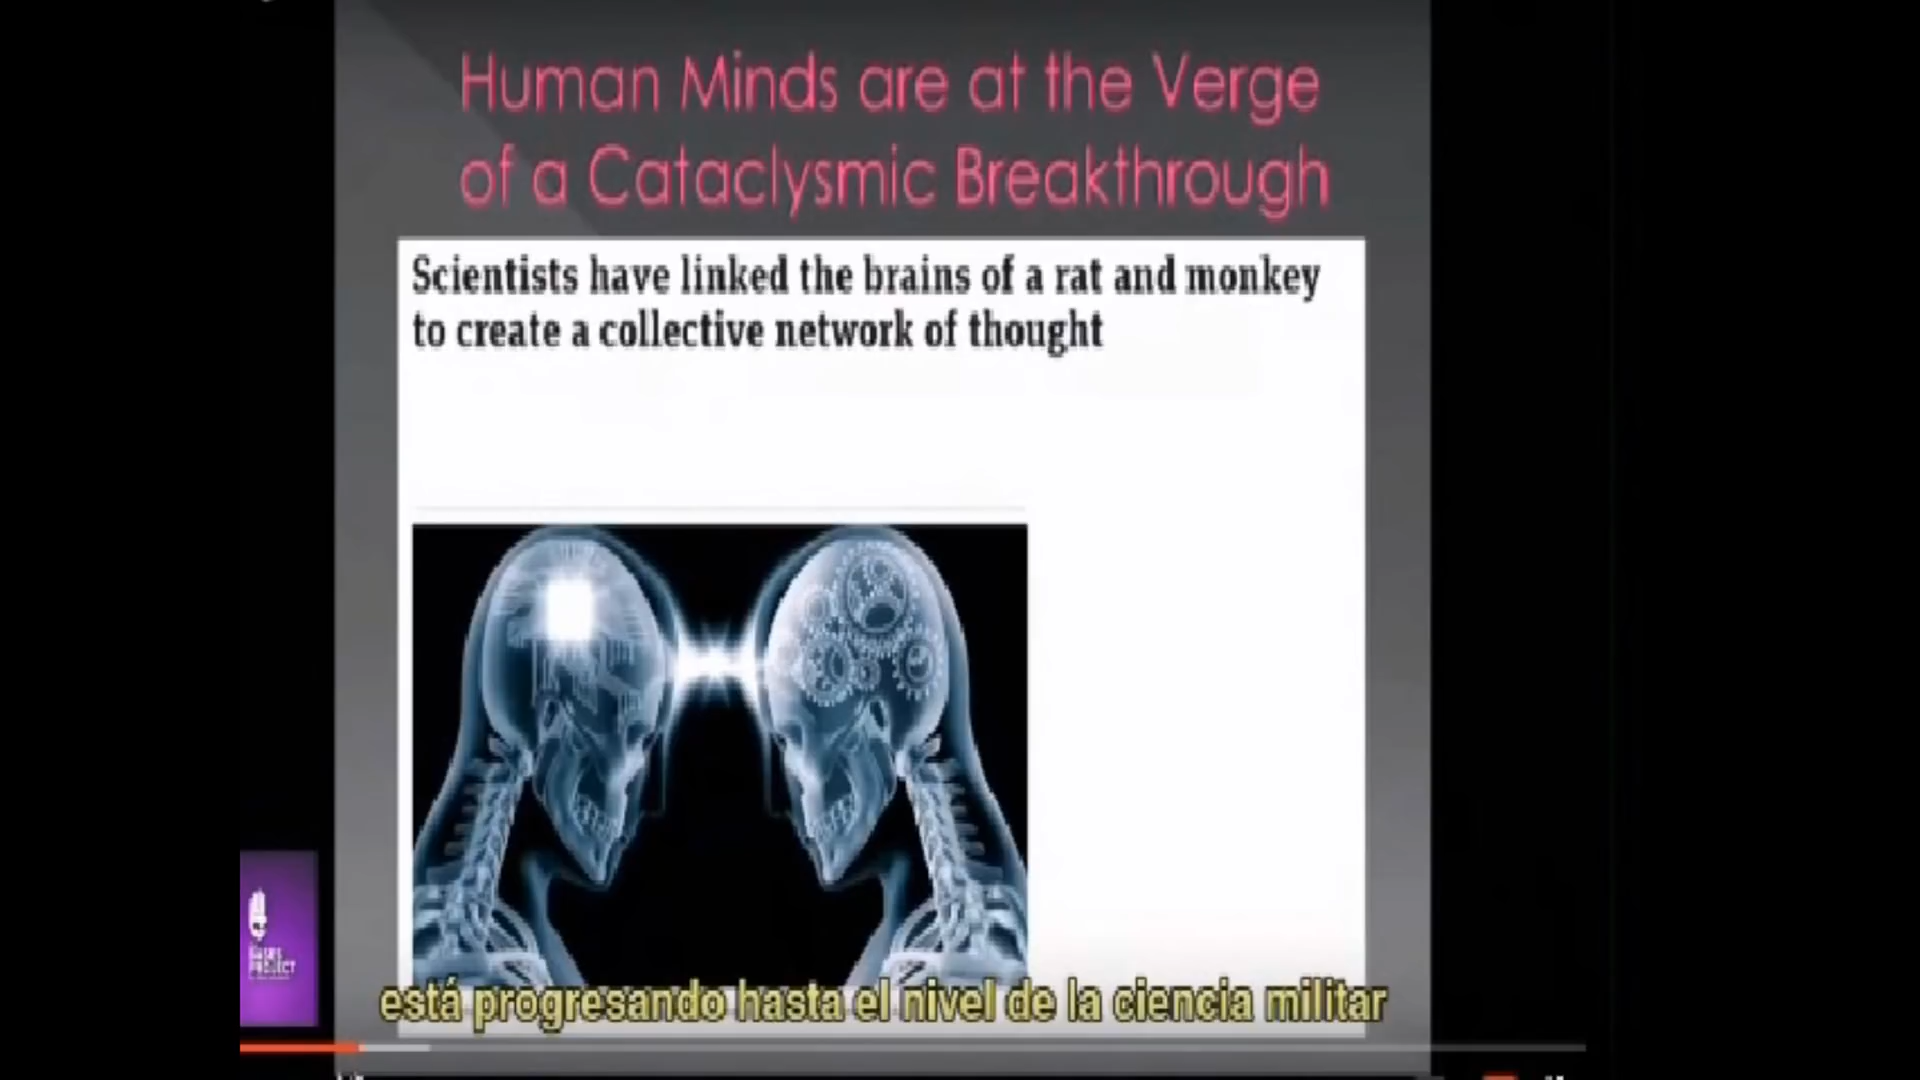 Human Minds are at the Verge
of a Cataclysmic Breakthrough
Scientists have linked the brains of a rat and monkey
to create a collective network of thought
PROJECT
está progresando hasta el nivel de la ciencia militar